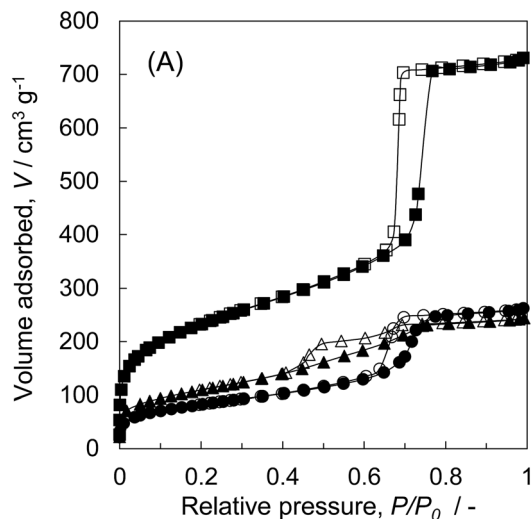 800
700
600
500
400
300
200
100
0
(A)
Volume adsorbed, V / cm³ g⁻¹
0 0.2 0.4 0.6 0.8 1
Relative pressure, P/P₀ / -